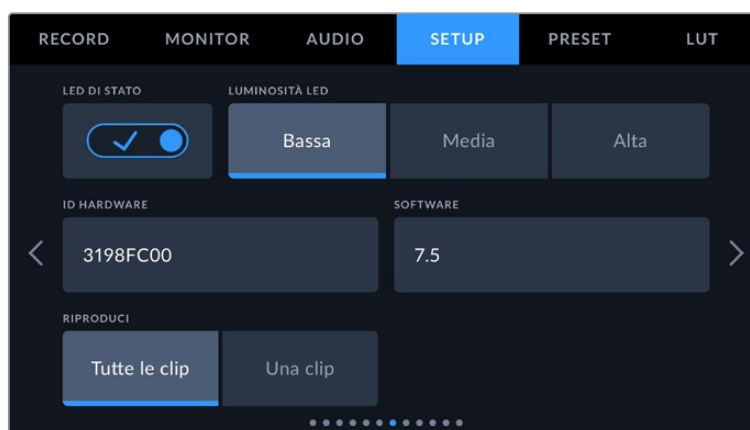 RECORD MONITOR AUDIO SETUP PRESET LUT
LED DI STATO LUMINOSITÀ LED
Bassa Media Alta
ID HARDWARE SOFTWARE
3198FC00 7.5
RIPRODUCI
Tutte le clip Una clip